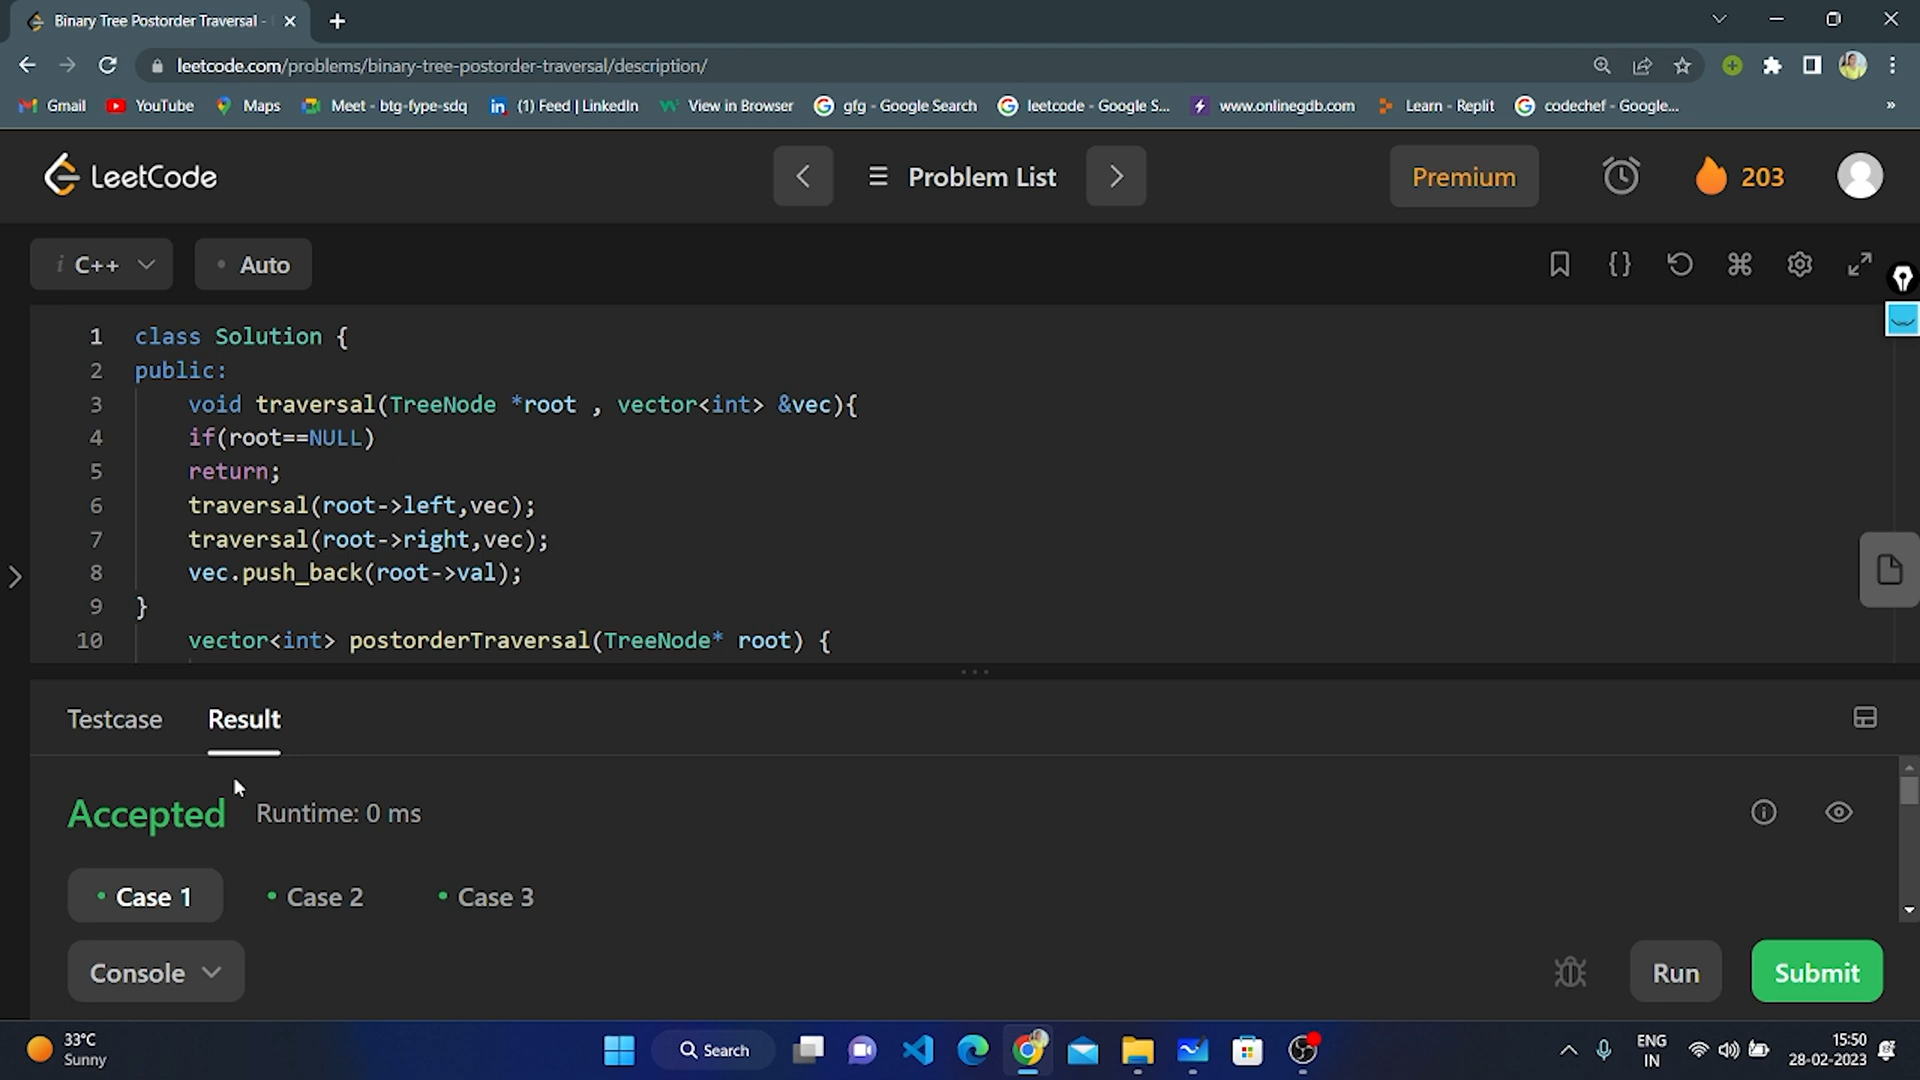 Binary Tree Postorder Traversal -
leetcode.com/problems/binary-tree-postorder-traversal/description/
Gmail YouTube Maps Meet - btg-fype-sdq (1) Feed | LinkedIn View in Browser gfg - Google Search leetcode - Google S... www.onlinegdb.com Learn - Replit codechef - Google... »
LeetCode Problem List Premium 203
i C++ Auto
1 class Solution {
2 public:
3 void traversal(TreeNode *root , vector<int> &vec){
4 if(root==NULL)
5 return;
6 traversal(root->left,vec);
7 traversal(root->right,vec);
8 vec.push_back(root->val);
9 }
10 vector<int> postorderTraversal(TreeNode* root) {
Testcase Result
Accepted Runtime: 0 ms
Case 1 Case 2 Case 3
Console Run Submit
33°C
Sunny
Search
ENG
IN
15:50
28-02-2023